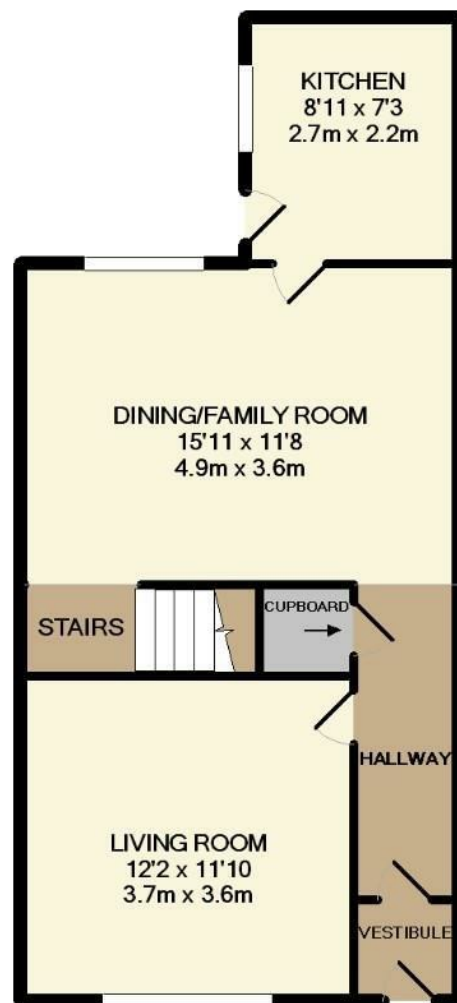 KITCHEN
8'11 x 7'3
2.7m x 2.2m
DINING/FAMILY ROOM
15'11 x 11'8
4.9m x 3.6m
STAIRS
CUPBOARD
HALLWAY
LIVING ROOM
12'2 x 11'10
3.7m x 3.6m
VESTIBULE